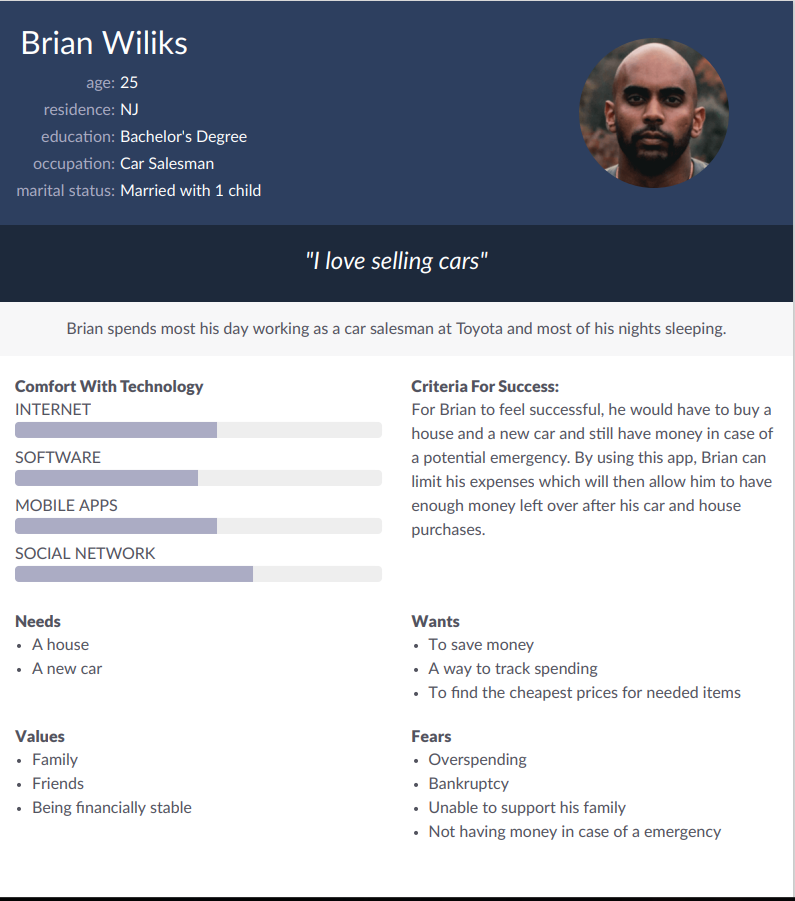 Brian Wiliks
age: 25
residence: NJ
education: Bachelor's Degree
occupation: Car Salesman
marital status: Married with 1 child
"I love selling cars"
Brian spends most his day working as a car salesman at Toyota and most of his nights sleeping.
Comfort With Technology
INTERNET
SOFTWARE
MOBILE APPS
SOCIAL NETWORK
Criteria For Success:
For Brian to feel successful, he would have to buy a
house and a new car and still have money in case of
a potential emergency. By using this app, Brian can
limit his expenses which will then allow him to have
enough money left over after his car and house
purchases.
Needs
• A house
• A new car
Wants
• To save money
• A way to track spending
• To find the cheapest prices for needed items
Values
• Family
• Friends
• Being financially stable
Fears
• Overspending
• Bankruptcy
• Unable to support his family
• Not having money in case of a emergency